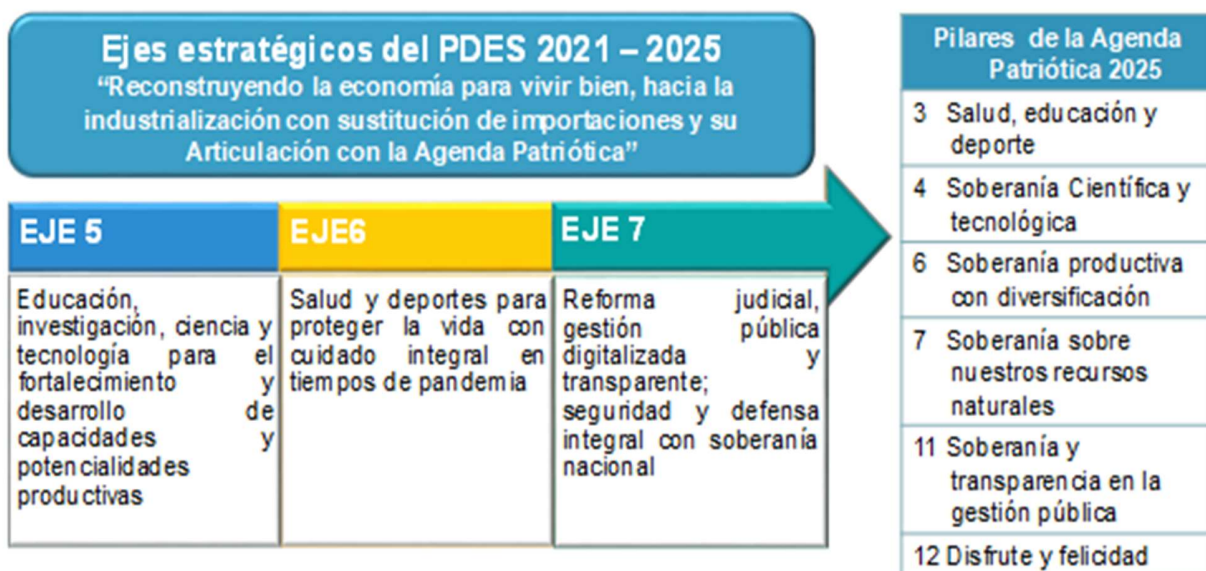 Ejes estratégicos del PDES 2021 – 2025
“Reconstruyendo la economía para vivir bien, hacia la
industrialización con sustitución de importaciones y su
Articulación con la Agenda Patriótica”
EJE 5
Educación,
investigación, ciencia y
tecnología para el
fortalecimiento y
desarrollo de
capacidades y
potencialidades
productivas
EJE6
Salud y deportes para
proteger la vida con
cuidado integral en
tiempos de pandemia
EJE 7
Reforma judicial,
gestión pública
digitalizada y
transparente;
seguridad y defensa
integral con soberanía
nacional
Pilares de la Agenda
Patriótica 2025
3 Salud, educación y
deporte
4 Soberanía Científica y
tecnológica
6 Soberanía productiva
con diversificación
7 Soberanía sobre
nuestros recursos
naturales
11 Soberanía y
transparencia en la
gestión pública
12 Disfrute y felicidad